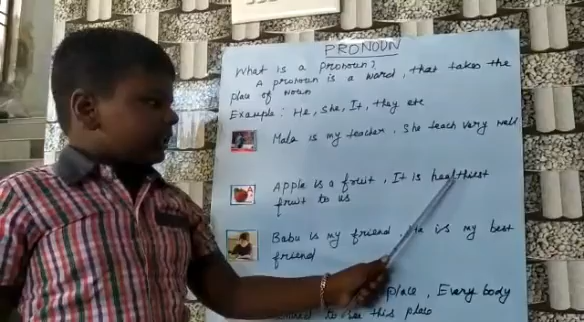 PRONOUN
What is a pronoun?
A pronoun is a word, that takes the
place of noun
Example: He, She, It, they etc
Mala is my teacher. She teach very well
Apple is a fruit. It is healthiest
fruit to us
Babu is my friend. is my best
friend
place, Every body
to see this place